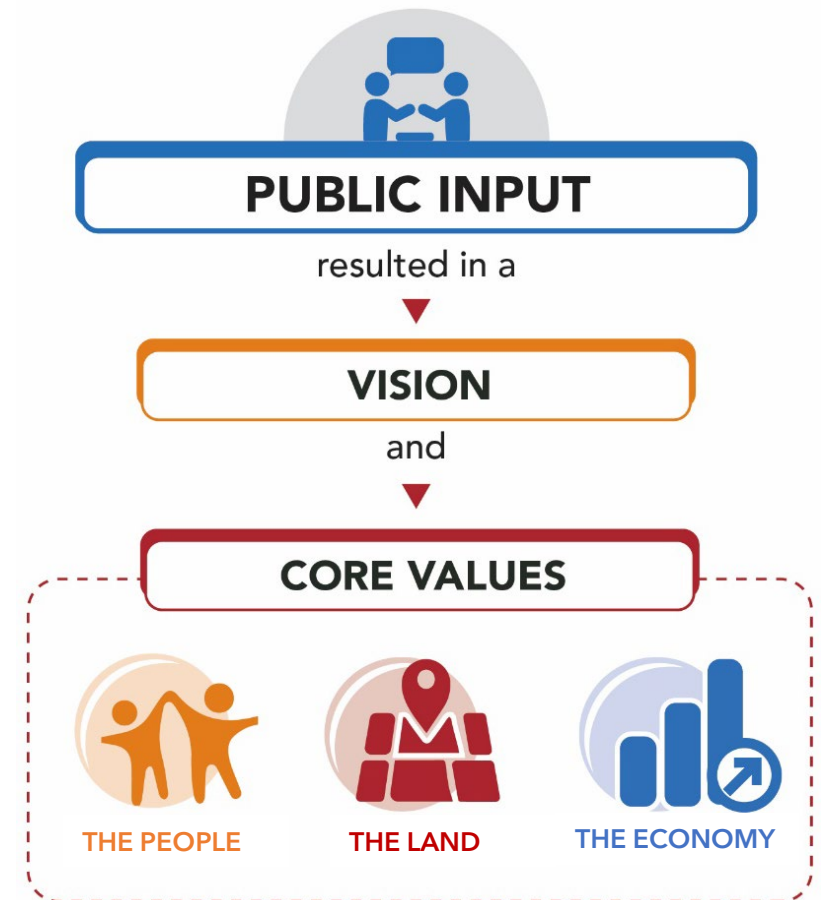 PUBLIC INPUT
resulted in a
VISION
and
CORE VALUES
THE PEOPLE
THE LAND
THE ECONOMY